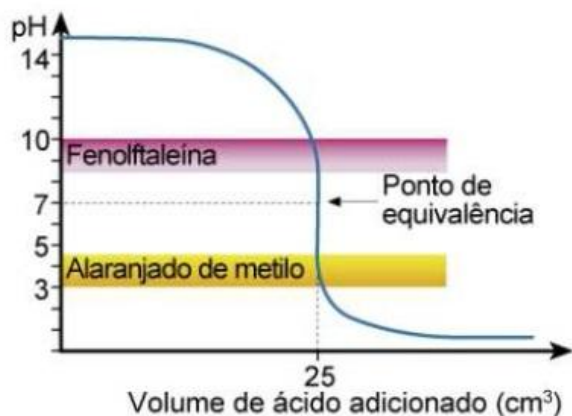 pH
14
10
Fenolftaleína
7
Ponto de
equivalência
5
Alaranjado de metilo
3
25
Volume de ácido adicionado (cm³)